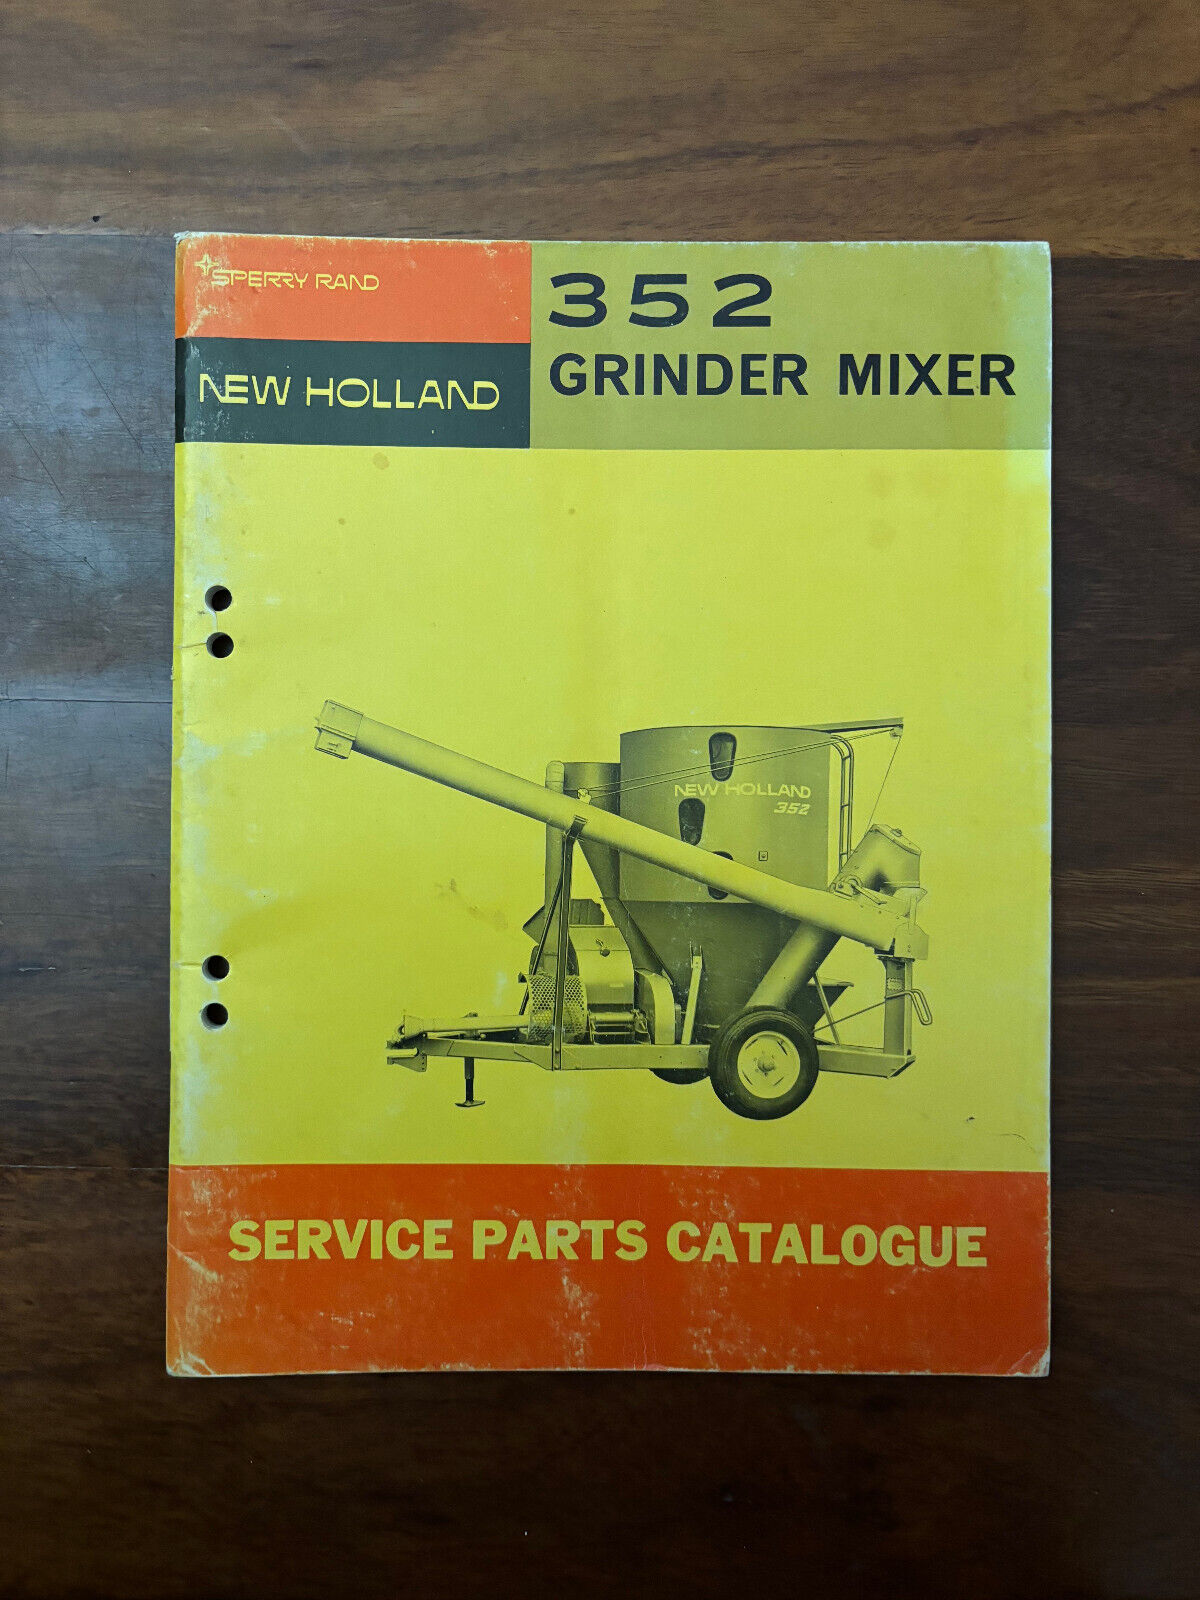 SPERRY RAND
NEW HOLLAND
352
GRINDER MIXER
NEW HOLLAND
352
SERVICE PARTS CATALOGUE